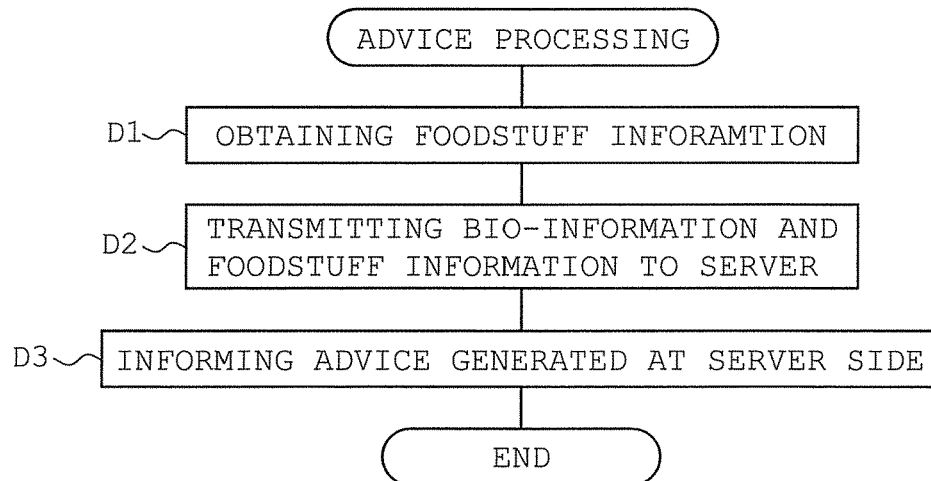 ADVICE PROCESSING
D1 OBTAINING FOODSTUFF INFORAMTION
D2 TRANSMITTING BIO-INFORMATION AND
FOODSTUFF INFORMATION TO SERVER
D3 INFORMING ADVICE GENERATED AT SERVER SIDE
END